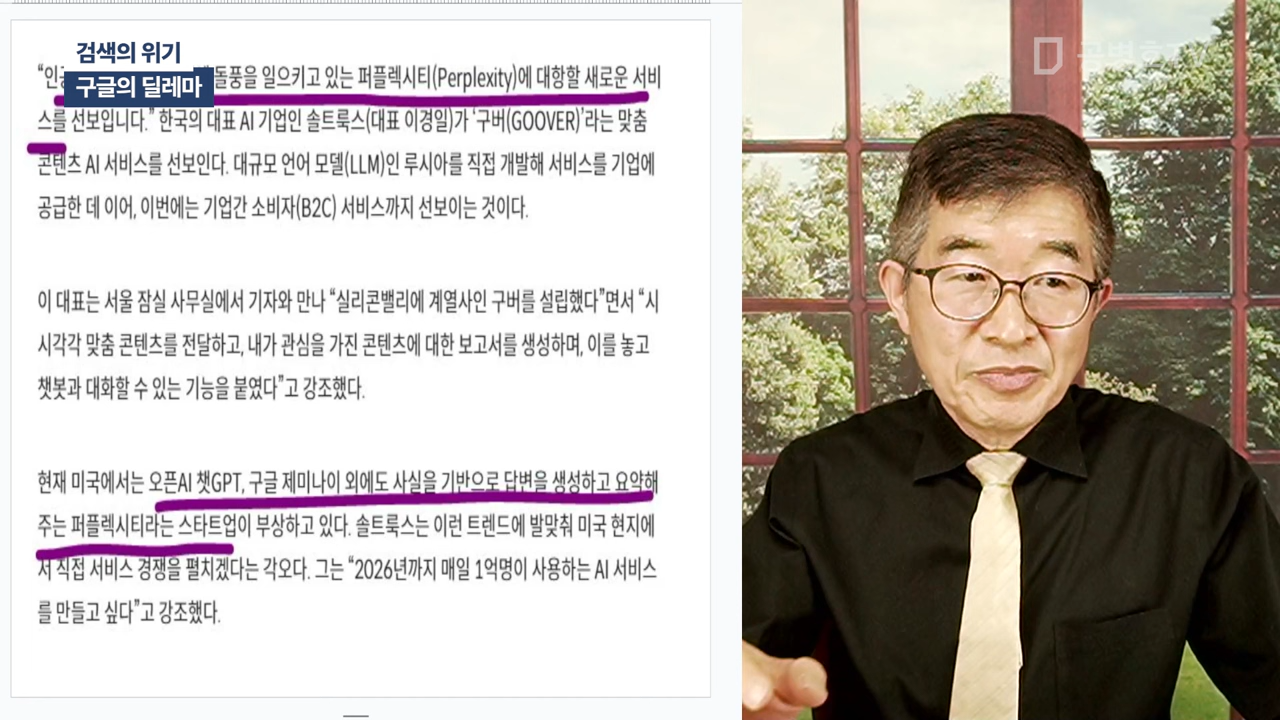 검색의 위기
구글의 딜레마
“인 돌풍을 일으키고 있는 퍼플렉시티(Perplexity)에 대항할 새로운 서비
스를 선보입니다.” 한국의 대표 AI 기업인 솔트룩스(대표 이경일)가 ‘구버(GOOVER)’라는 맞춤
콘텐츠 AI 서비스를 선보인다. 대규모 언어 모델(LLM)인 루시아를 직접 개발해 서비스를 기업에
공급한 데 이어, 이번에는 기업간 소비자(B2C) 서비스까지 선보이는 것이다.
이 대표는 서울 잠실 사무실에서 기자와 만나 “실리콘밸리에 계열사인 구버를 설립했다”면서 “시
시각각 맞춤 콘텐츠를 전달하고, 내가 관심을 가진 콘텐츠에 대한 보고서를 생성하며, 이를 놓고
챗봇과 대화할 수 있는 기능을 붙였다”고 강조했다.
현재 미국에서는 오픈AI 챗GPT, 구글 제미나이 외에도 사실을 기반으로 답변을 생성하고 요약해
주는 퍼플렉시티라는 스타트업이 부상하고 있다. 솔트룩스는 이런 트렌드에 발맞춰 미국 현지에
서 직접 서비스 경쟁을 펼치겠다는 각오다. 그는 “2026년까지 매일 1억명이 사용하는 AI 서비스
를 만들고 싶다”고 강조했다.